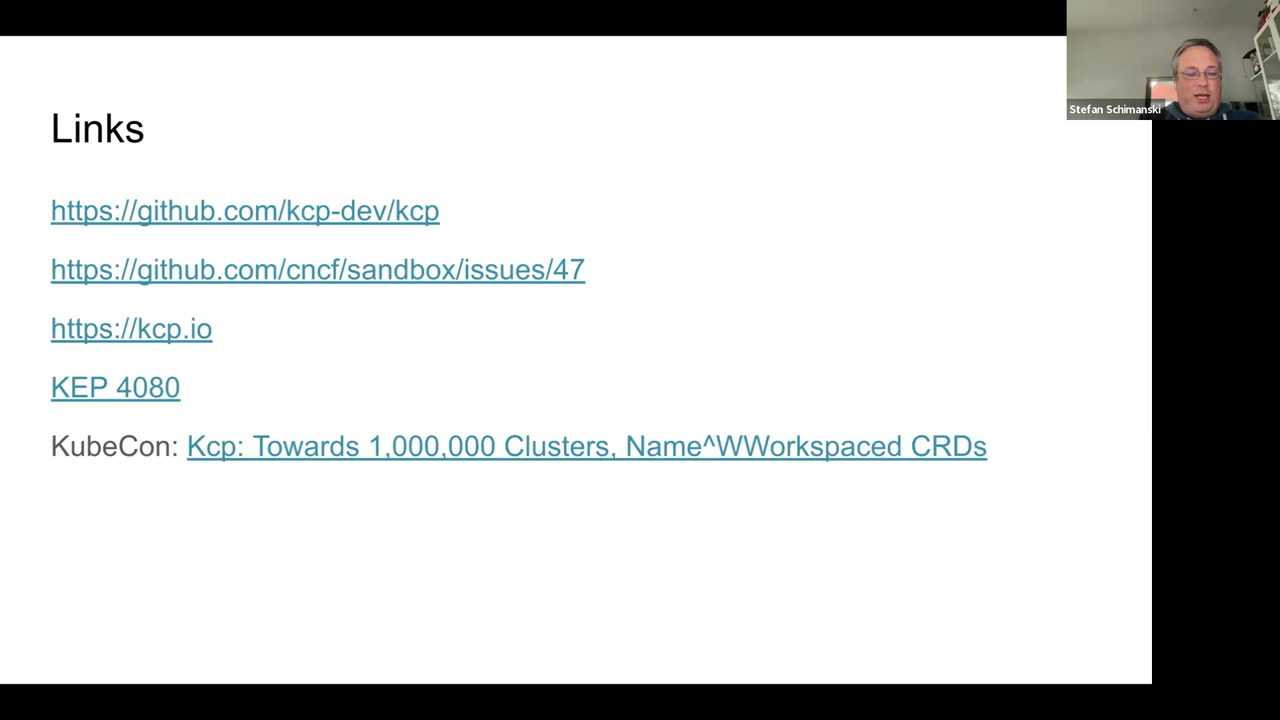 Stefan Schimanski
Links
https://github.com/kcp-dev/kcp
https://github.com/cncf/sandbox/issues/47
https://kcp.io
KEP 4080
KubeCon: Kcp: Towards 1,000,000 Clusters, Name^WWorkspaced CRDs